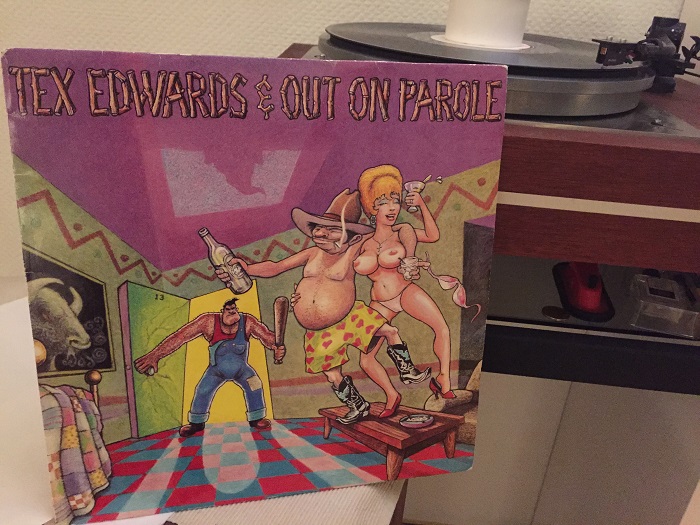 TEX EDWARDS & OUT ON PAROLE
13